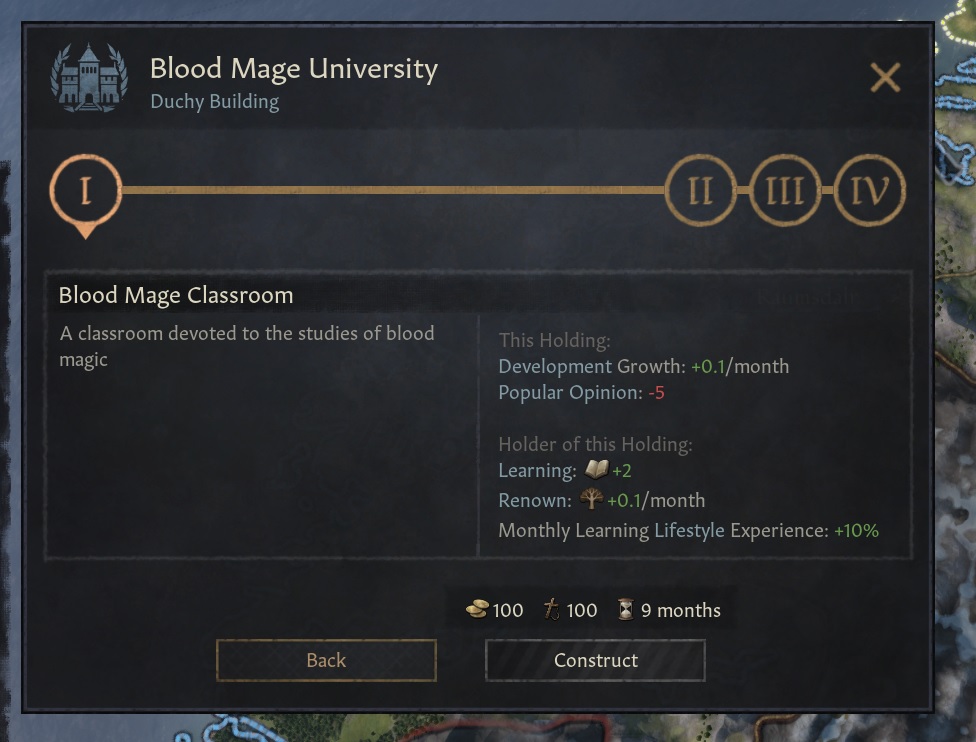 Blood Mage University
Duchy Building
I
II
III
IV
Blood Mage Classroom
A classroom devoted to the studies of blood
magic
This Holding:
Development Growth: +0.1/month
Popular Opinion: -5
Holder of this Holding:
Learning: +2
Renown: +0.1/month
Monthly Learning Lifestyle Experience: +10%
100 100 9 months
Back
Construct